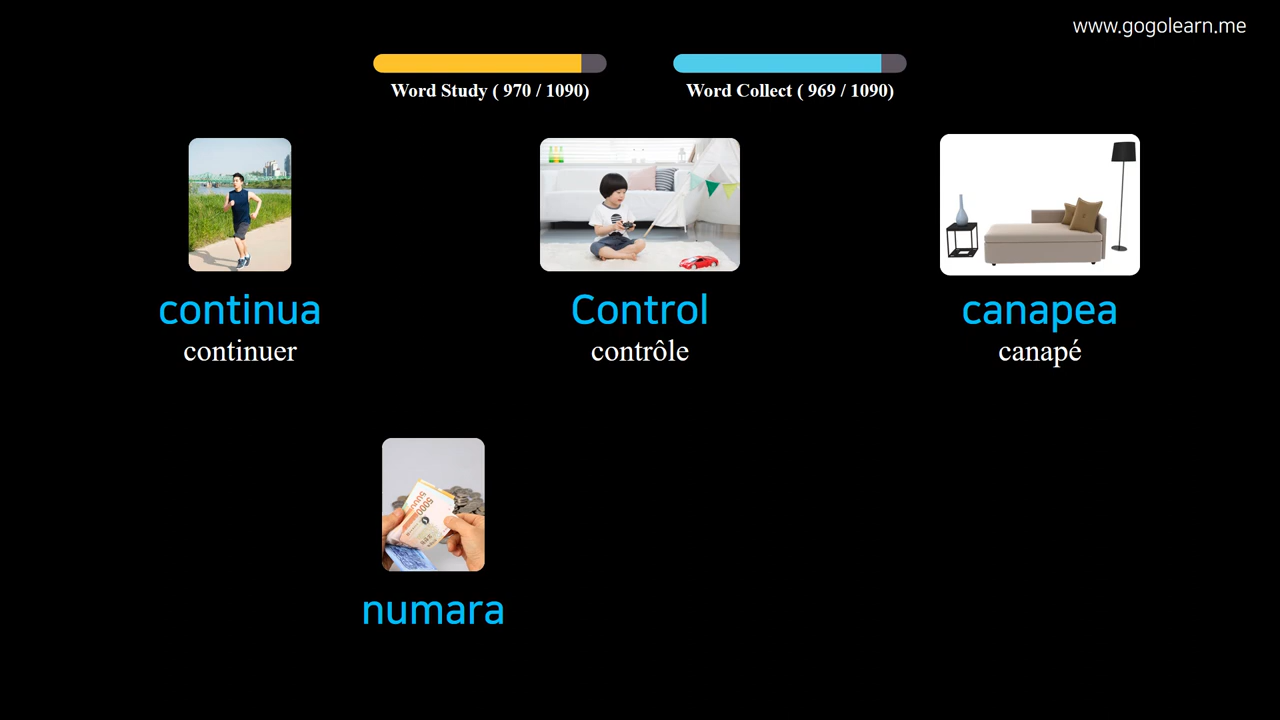 www.gogolearn.me
Word Study ( 970 / 1090)
Word Collect ( 969 / 1090)
continua
continuer
Control
contrôle
canapea
canapé
numara